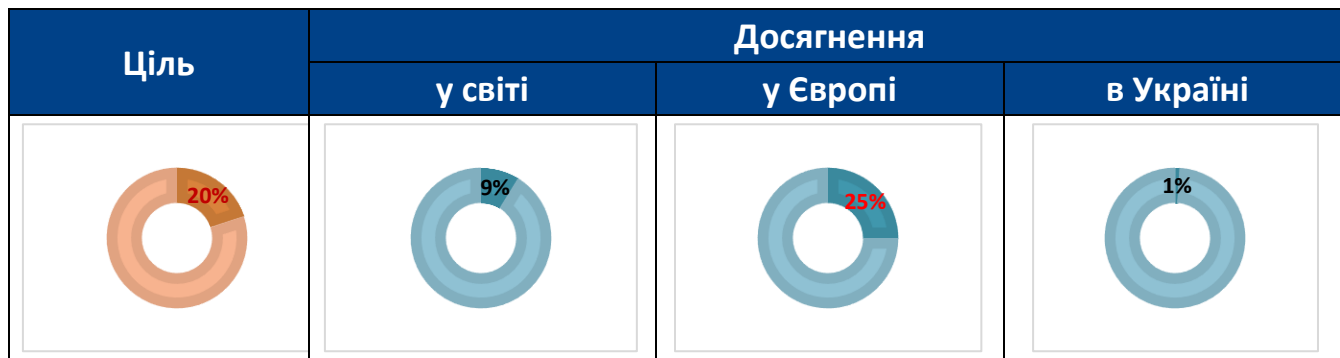 Ціль
Досягнення
у світі
у Європі
в Україні
20%
9%
25%
1%